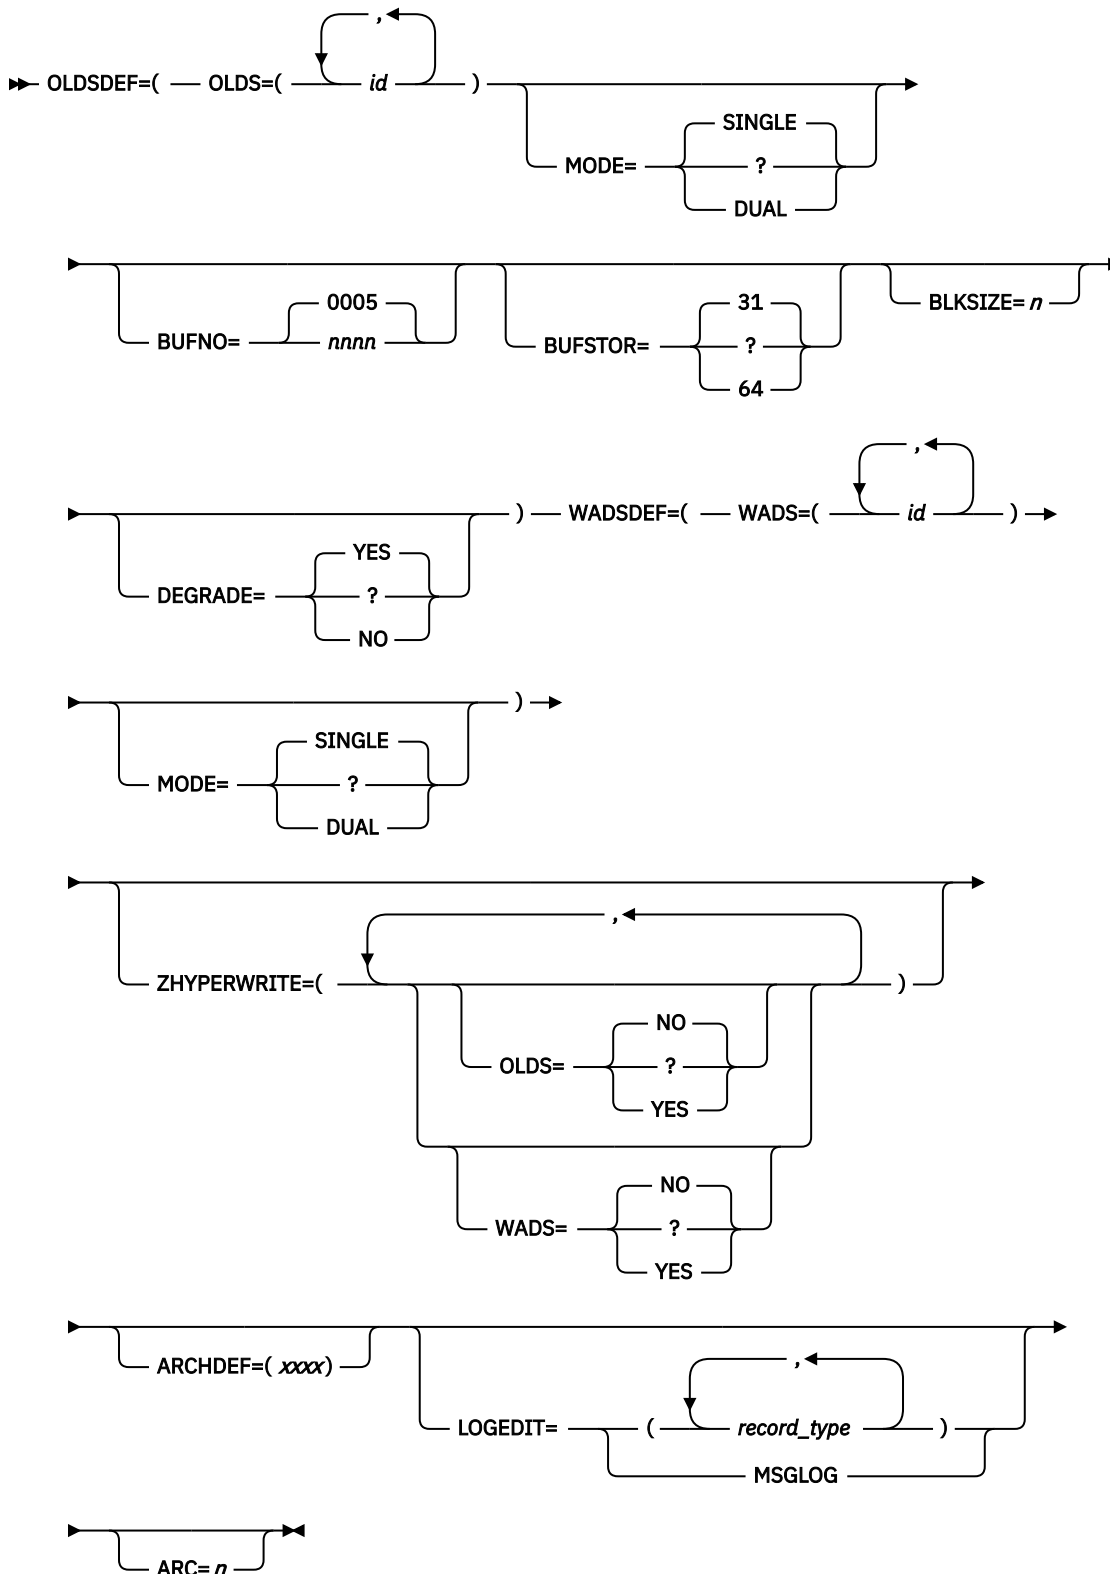 ,
OLDSDEF=( OLDS=( id )
SINGLE
MODE= ?
DUAL
0005
BUFNO= nnnn
31
BUFSTOR= ?
64
BLKSIZE= n
,
) WADSDEF=( WADS=( id )
YES
DEGRADE= ?
NO
)
SINGLE
MODE= ?
DUAL
,
ZHYPERWRITE=( )
NO
OLDS= ?
YES
NO
WADS= ?
YES
ARCHDEF=( xxxx)
,
LOGEDIT= ( record_type )
MSGLOG
ARC= n